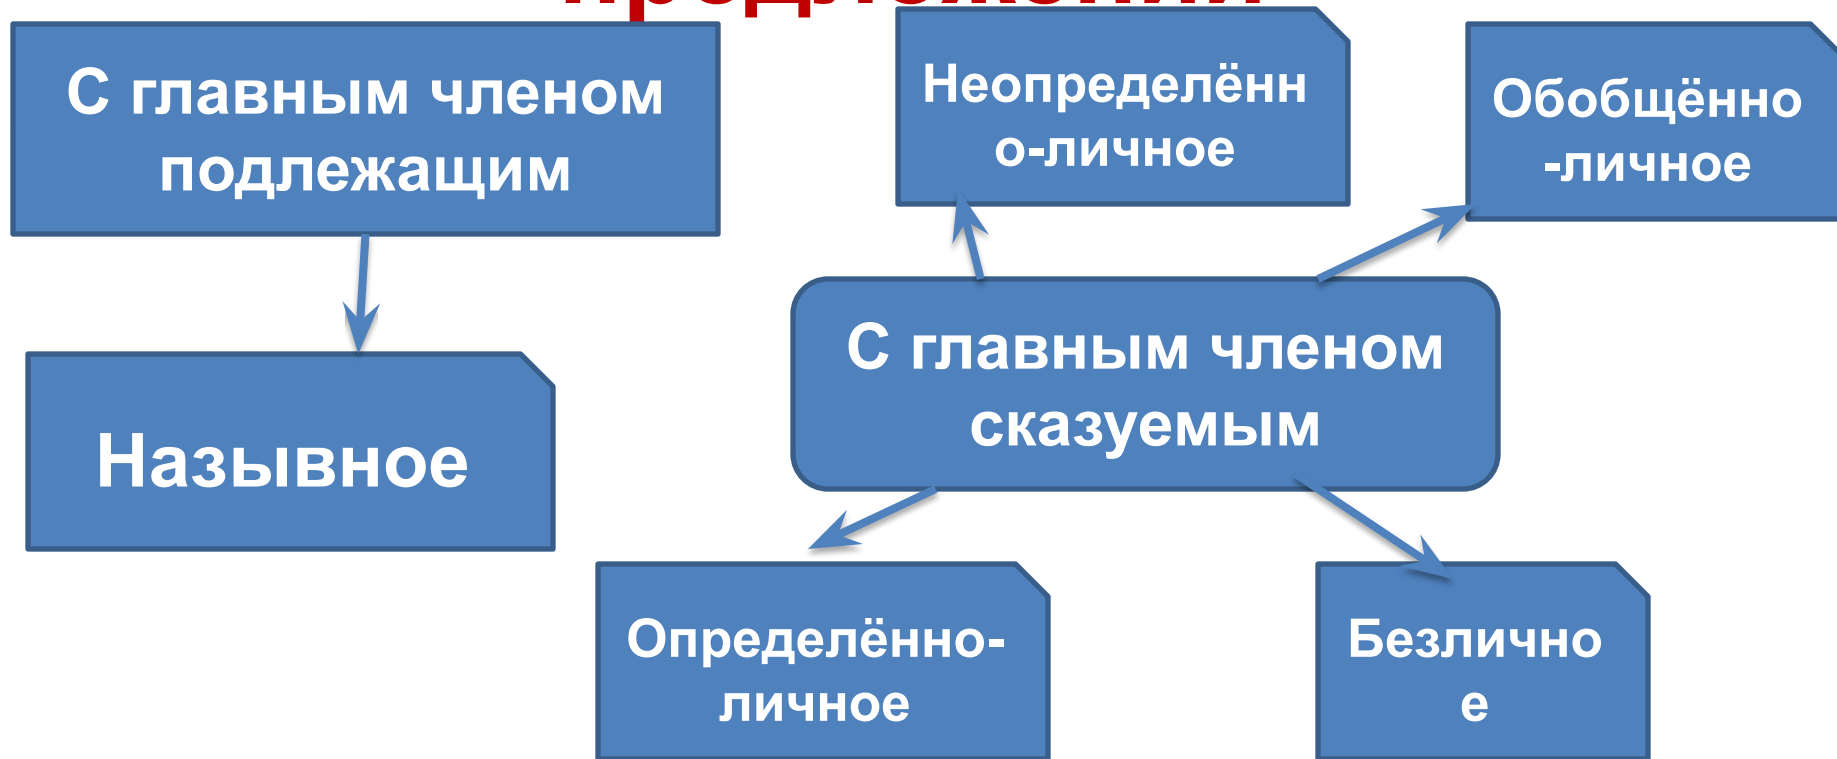 С главным членом
подлежащим
Неопределённ
о-личное
Обобщённо
-личное
С главным членом
сказуемым
Назывное
Определённо-
личное
Безлично
е